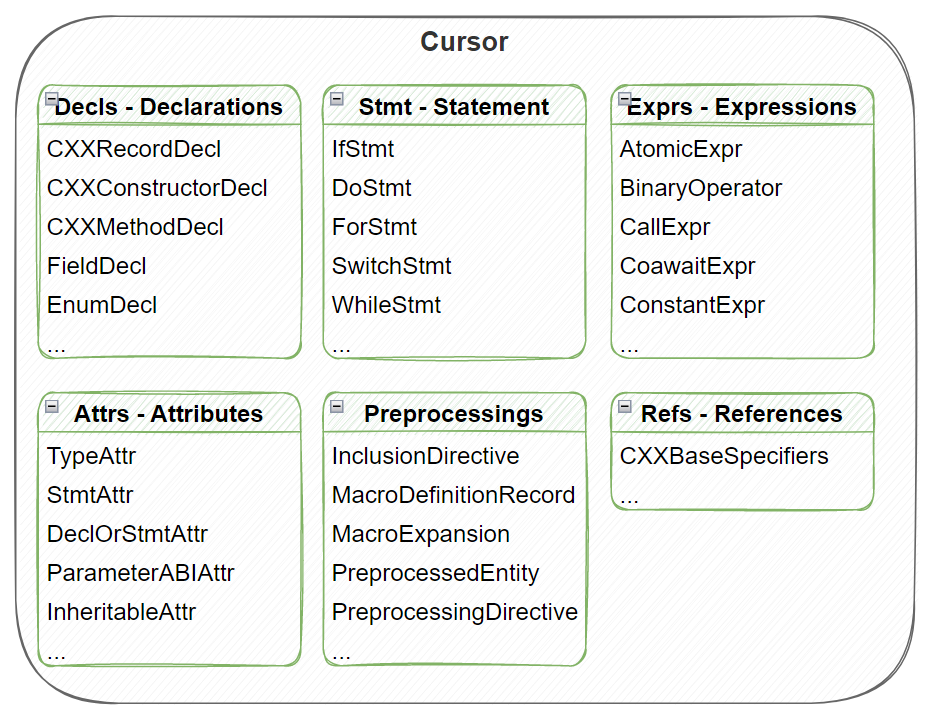 Cursor
Decls - Declarations
CXXRecordDecl
CXXConstructorDecl
CXXMethodDecl
FieldDecl
EnumDecl
...
Stmt - Statement
IfStmt
DoStmt
ForStmt
SwitchStmt
WhileStmt
...
Exprs - Expressions
AtomicExpr
BinaryOperator
CallExpr
CoawaitExpr
ConstantExpr
...
Attrs - Attributes
TypeAttr
StmtAttr
DeclOrStmtAttr
ParameterABIAttr
InheritableAttr
...
Preprocessings
InclusionDirective
MacroDefinitionRecord
MacroExpansion
PreprocessedEntity
PreprocessingDirective
...
Refs - References
CXXBaseSpecifiers
...